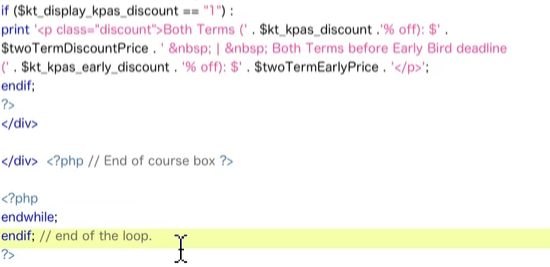 if ($kt_display_kpas_discount == "1") :
print '<p class="discount">Both Terms (' . $kt_kpas_discount .'% off): $' .
$twoTermDiscountPrice . ' &nbsp; | &nbsp; Both Terms before Early Bird deadline
(' . $kt_kpas_early_discount . '% off): $' . $twoTermEarlyPrice . '</p>';
endif;
?>
</div>
</div> <?php // End of course box ?>
<?php
endwhile;
endif; // end of the loop.
?>